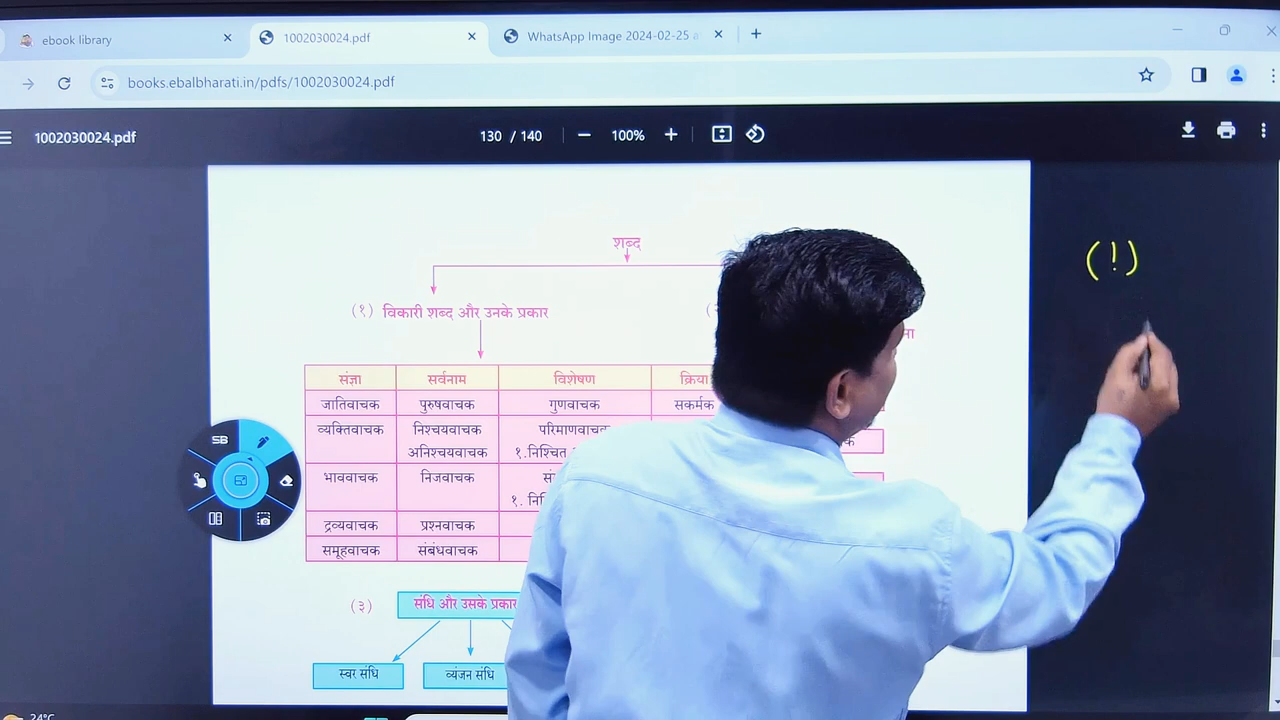 ebook library
1002030024.pdf
WhatsApp Image 2024-02-25 a
books.ebalbharati.in/pdfs/1002030024.pdf
1002030024.pdf
130 / 140
100%
(!)
शब्द
(१) विकारी शब्द और उनके प्रकार
संज्ञा सर्वनाम विशेषण क्रिया
जातिवाचक पुरुषवाचक गुणवाचक सकर्मक
व्यक्तिवाचक निश्चयवाचक परिमाणवाचक
अनिश्चयवाचक १.निश्चित
भाववाचक निजवाचक
१.
द्रव्यवाचक प्रश्नवाचक
समूहवाचक संबंधवाचक
(३) संधि और उसके प्रकार
स्वर संधि व्यंजन संधि
SB
24°C